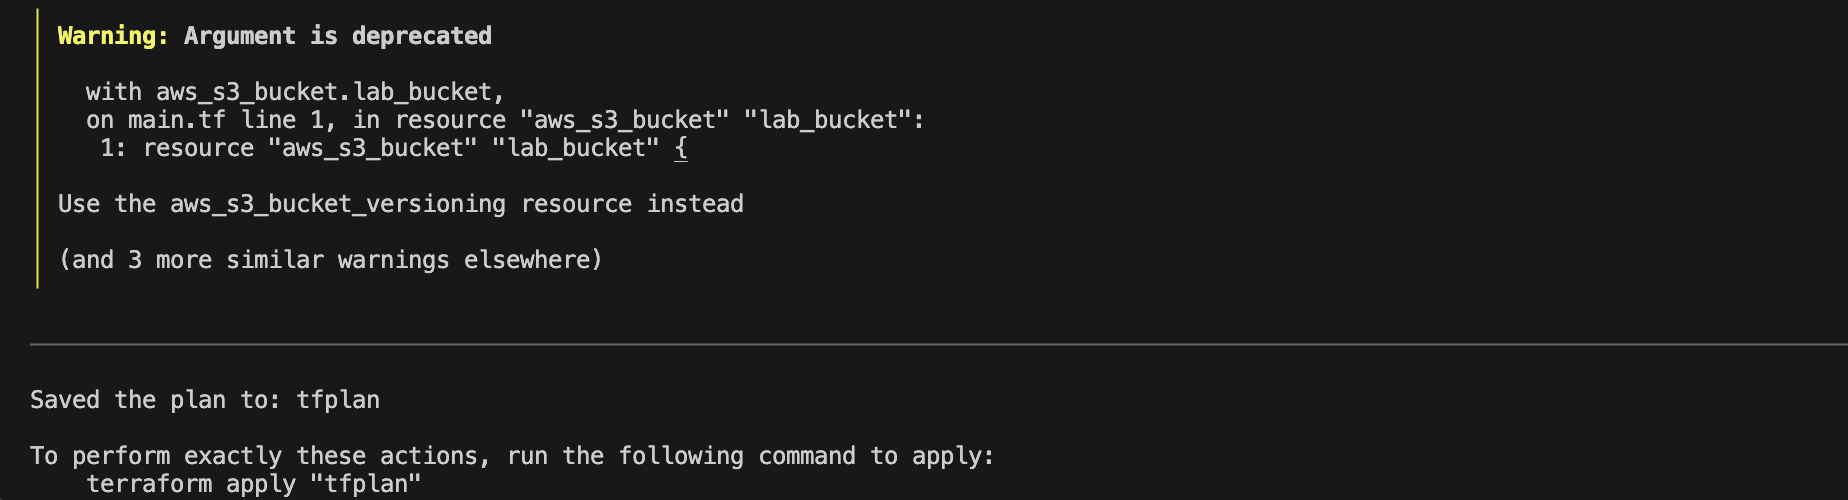 Warning: Argument is deprecated
with aws_s3_bucket.lab_bucket,
on main.tf line 1, in resource "aws_s3_bucket" "lab_bucket":
1: resource "aws_s3_bucket" "lab_bucket" {
Use the aws_s3_bucket_versioning resource instead
(and 3 more similar warnings elsewhere)
Saved the plan to: tfplan
To perform exactly these actions, run the following command to apply:
terraform apply "tfplan"